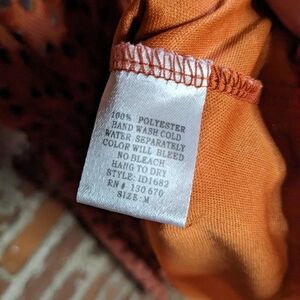 100% POLYESTER
HAND WASH COLD
WATER SEPARATELY
COLOR WILL BLEED
NO BLEACH
HANG TO DRY
STYLE: ID1682
RN# 130670
SIZE: M